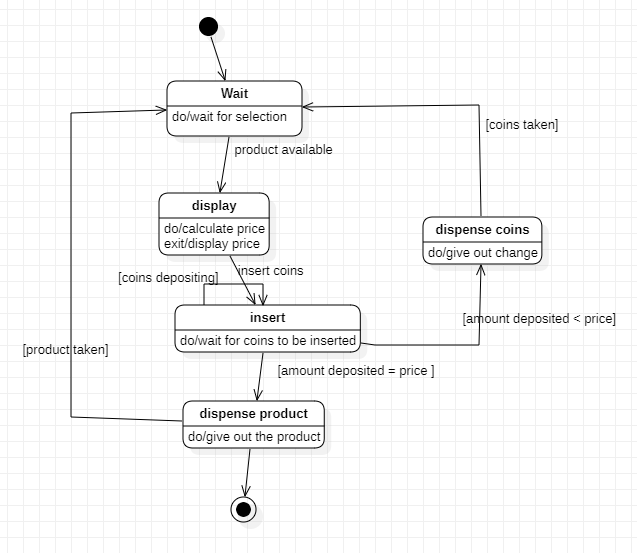 Wait
do/wait for selection
[coins taken]
product available
display
do/calculate price
exit/display price
dispense coins
do/give out change
[coins depositing]
insert coins
insert
do/wait for coins to be inserted
[amount deposited < price]
[product taken]
[amount deposited = price ]
dispense product
do/give out the product